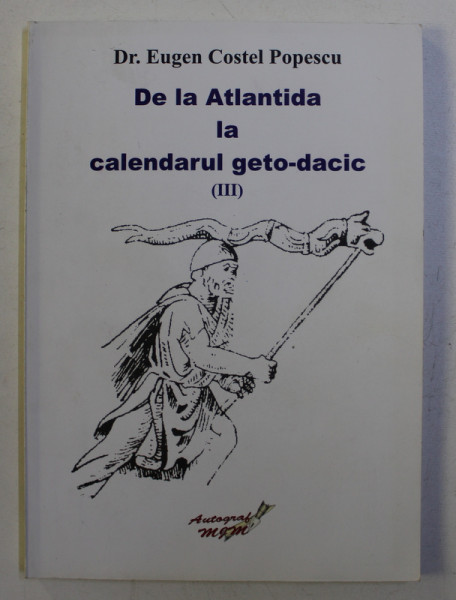 Dr. Eugen Costel Popescu
De la Atlantida
la
calendarul geto-dacic
(III)
Autograf
MJM